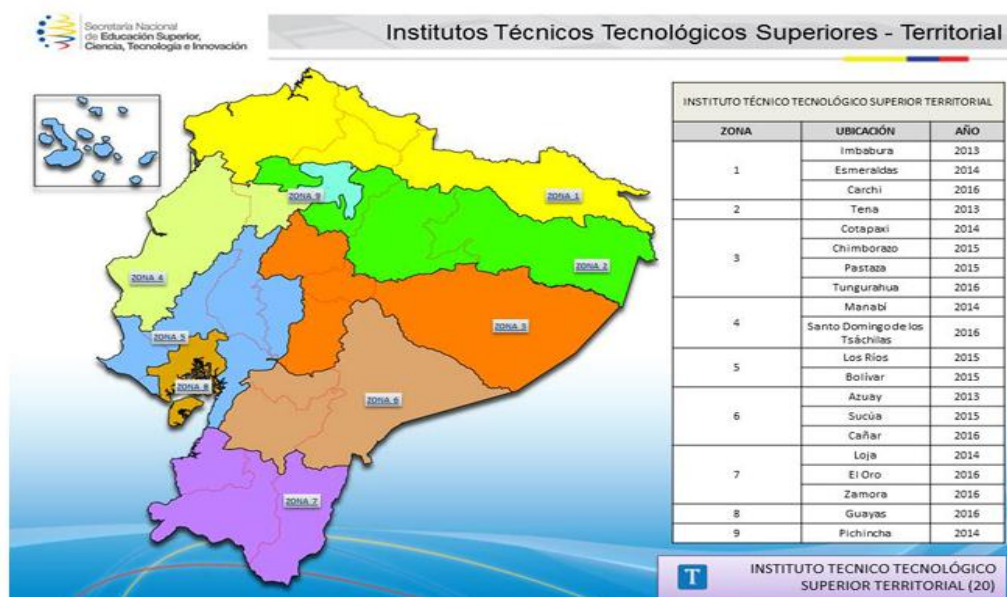 Secretaría Nacional
de Educación Superior,
Ciencia, Tecnología e Innovación
Institutos Técnicos Tecnológicos Superiores - Territorial
ZONA 1
ZONA 9
ZONA 2
ZONA 4
ZONA 3
ZONA 5
ZONA 8
ZONA 6
ZONA 7
INSTITUTO TÉCNICO TECNOLÓGICO SUPERIOR TERRITORIAL
ZONA UBICACIÓN AÑO
1 Imbabura 2013
Esmeraldas 2014
Carchi 2016
2 Tena 2013
3 Cotapaxi 2014
Chimborazo 2015
Pastaza 2015
Tungurahua 2016
4 Manabí 2014
Santo Domingo de los
Tsáchilas 2016
5 Los Ríos 2015
Bolívar 2015
6 Azuay 2013
Sucúa 2015
Cañar 2016
7 Loja 2014
El Oro 2016
Zamora 2016
8 Guayas 2016
9 Pichincha 2014
T
INSTITUTO TECNICO TECNOLÓGICO
SUPERIOR TERRITORIAL (20)